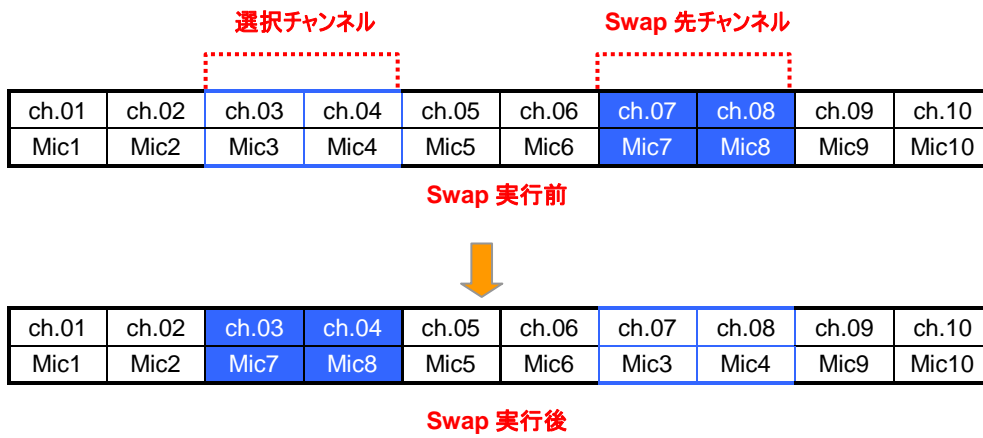 選択チャンネル Swap 先チャンネル
ch.01 ch.02 ch.03 ch.04 ch.05 ch.06 ch.07 ch.08 ch.09 ch.10
Mic1 Mic2 Mic3 Mic4 Mic5 Mic6 Mic7 Mic8 Mic9 Mic10
Swap 実行前
ch.01 ch.02 ch.03 ch.04 ch.05 ch.06 ch.07 ch.08 ch.09 ch.10
Mic1 Mic2 Mic7 Mic8 Mic5 Mic6 Mic3 Mic4 Mic9 Mic10
Swap 実行後